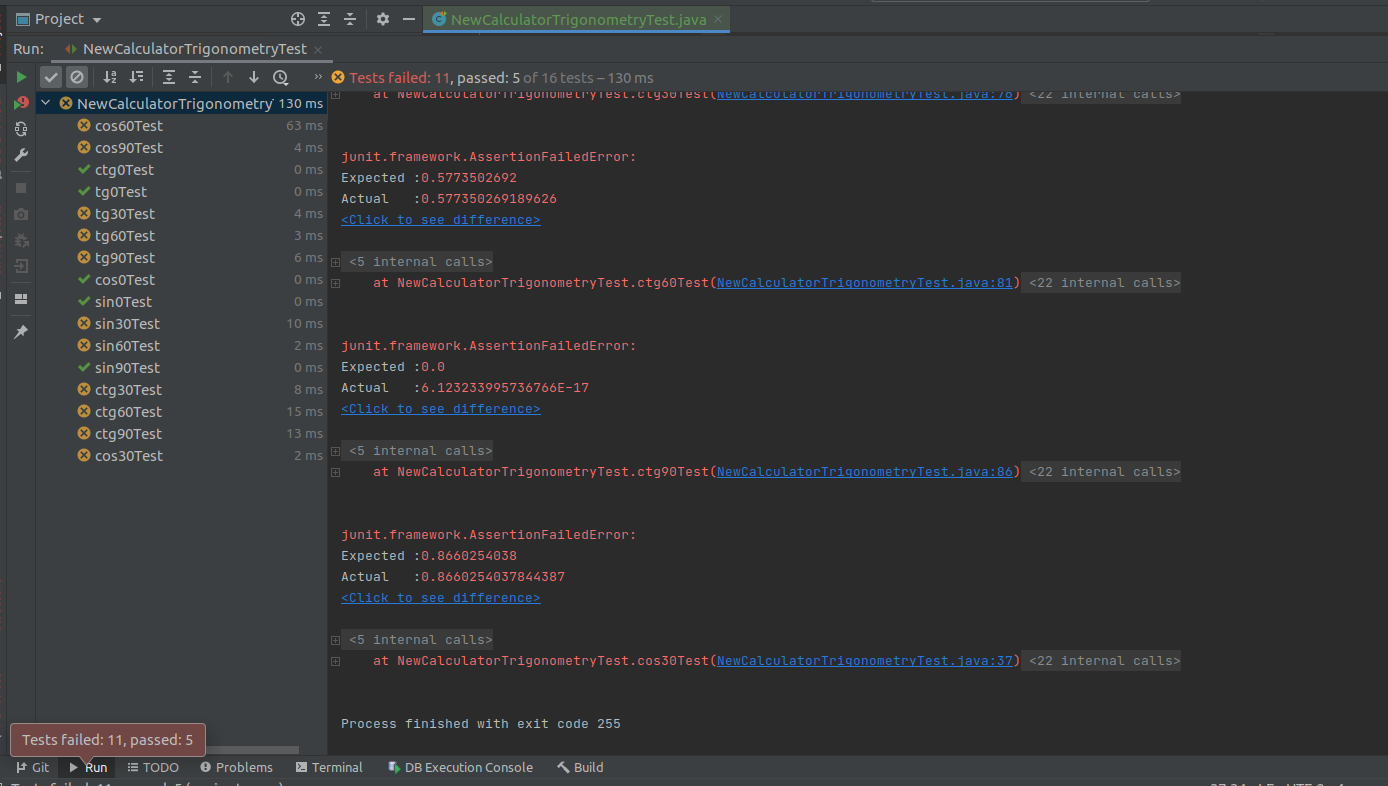 Project
NewCalculatorTrigonometryTest.java
Run: NewCalculatorTrigonometryTest
Tests failed: 11, passed: 5 of 16 tests – 130 ms
NewCalculatorTrigonometry 130 ms
cos60Test 63 ms
cos90Test 4 ms
ctg0Test 0 ms
tg0Test 0 ms
tg30Test 4 ms
tg60Test 3 ms
tg90Test 6 ms
cos0Test 0 ms
sin0Test 0 ms
sin30Test 10 ms
sin60Test 2 ms
sin90Test 0 ms
ctg30Test 8 ms
ctg60Test 15 ms
ctg90Test 13 ms
cos30Test 2 ms
at NewCalculatorTrigonometryTest.ctg30Test(NewCalculatorTrigonometryTest.java:76) <22 internal calls>
junit.framework.AssertionFailedError:
Expected :0.5773502692
Actual :0.577350269189626
<Click to see difference>
<5 internal calls>
at NewCalculatorTrigonometryTest.ctg60Test(NewCalculatorTrigonometryTest.java:81) <22 internal calls>
junit.framework.AssertionFailedError:
Expected :0.0
Actual :6.123233995736766E-17
<Click to see difference>
<5 internal calls>
at NewCalculatorTrigonometryTest.ctg90Test(NewCalculatorTrigonometryTest.java:86) <22 internal calls>
junit.framework.AssertionFailedError:
Expected :0.8660254038
Actual :0.8660254037844387
<Click to see difference>
<5 internal calls>
at NewCalculatorTrigonometryTest.cos30Test(NewCalculatorTrigonometryTest.java:37) <22 internal calls>
Process finished with exit code 255
Tests failed: 11, passed: 5
Git Run TODO Problems Terminal DB Execution Console Build